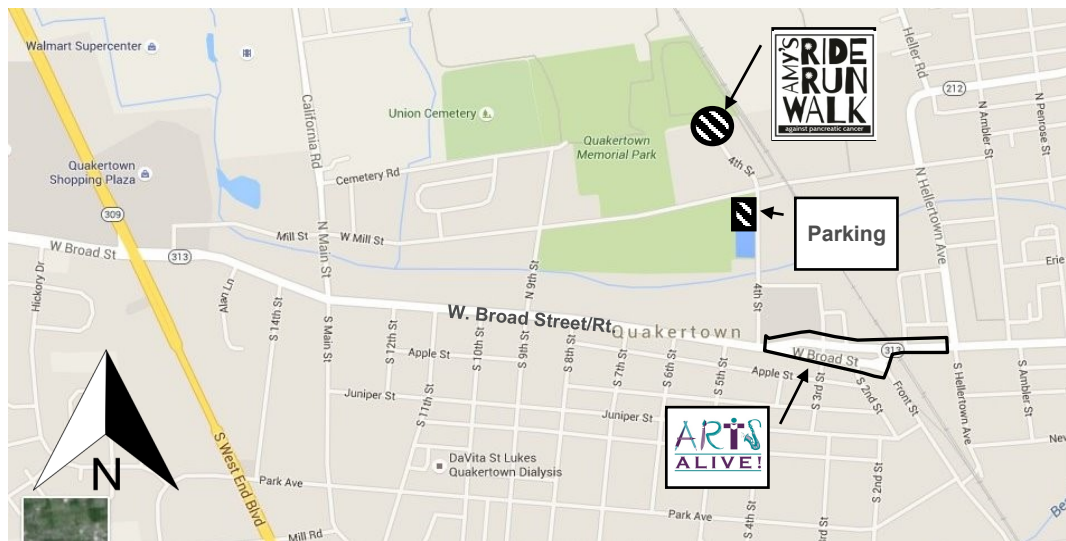 Walmart Supercenter
Union Cemetery
Quakertown
Memorial Park
AMY'S
RIDE
RUN
WALK
against pancreatic cancer
Heller Rd
212
N Ambler St
N Penrose St
California Rd
Quakertown
Shopping Plaza
Cemetery Rd
4th St
N Hellertown Ave
309
W Broad St
313
Mill St
W Mill St
N Main St
Parking
Hickory Dr
Alan Ln
S 14th St
N 9th St
4th St
Erie
W. Broad Street/Rt.
Quakertown
S Main St
S 12th St
Apple St
S 10th St
S 9th St
S 8th St
S 7th St
S 6th St
S 5th St
Apple St
W Broad St
313
S 3rd St
S 2nd St
Front St
S Hellertown Ave
S Ambler St
Juniper St
S 11th St
Juniper St
ARTS
ALIVE!
New
N
S West End Blvd
DaVita St Lukes
Quakertown Dialysis
Park Ave
Park Ave
S 4th St
3rd St
S 2nd St
Mill Rd
Be